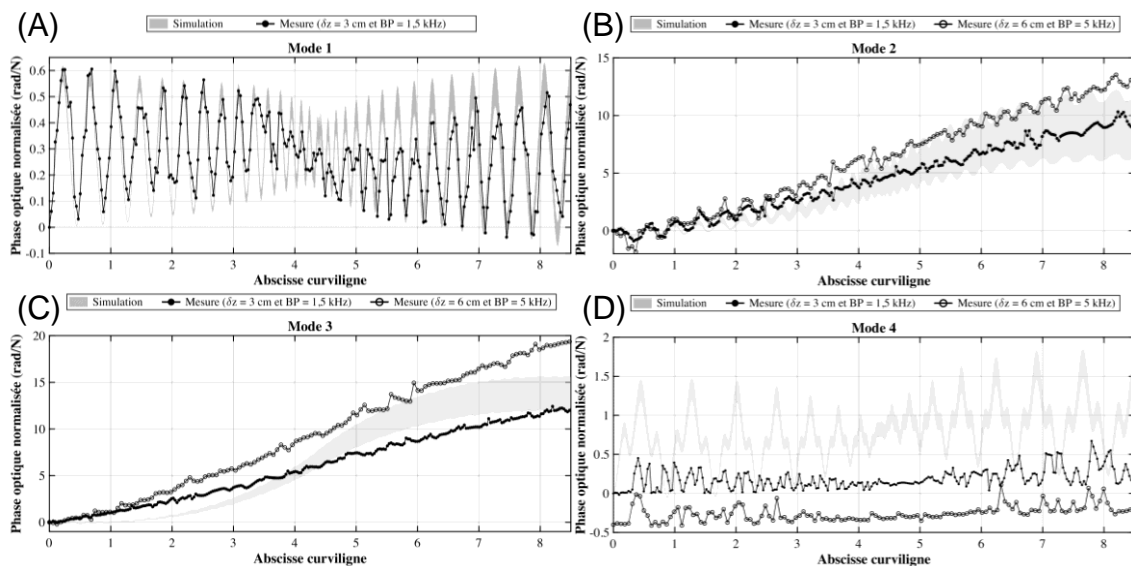 (A)
Simulation
Mesure (δz = 3 cm et BP = 1,5 kHz)
Mode 1
Phase optique normalisée (rad/N)
0.6
0.5
0.4
0.3
0.2
0.1
0
-0.1
0 1 2 3 4 5 6 7 8
Abscisse curviligne
(B)
Simulation
Mesure (δz = 3 cm et BP = 1,5 kHz)
Mesure (δz = 6 cm et BP = 5 kHz)
Mode 2
Phase optique normalisée (rad/N)
15
10
5
0
0 1 2 3 4 5 6 7 8
Abscisse curviligne
(C)
Simulation
Mesure (δz = 3 cm et BP = 1,5 kHz)
Mesure (δz = 6 cm et BP = 5 kHz)
Mode 3
Phase optique normalisée (rad/N)
20
15
10
5
0
0 1 2 3 4 5 6 7 8
Abscisse curviligne
(D)
Simulation
Mesure (δz = 3 cm et BP = 1,5 kHz)
Mesure (δz = 6 cm et BP = 5 kHz)
Mode 4
Phase optique normalisée (rad/N)
2
1.5
1
0.5
0
-0.5
0 1 2 3 4 5 6 7 8
Abscisse curviligne